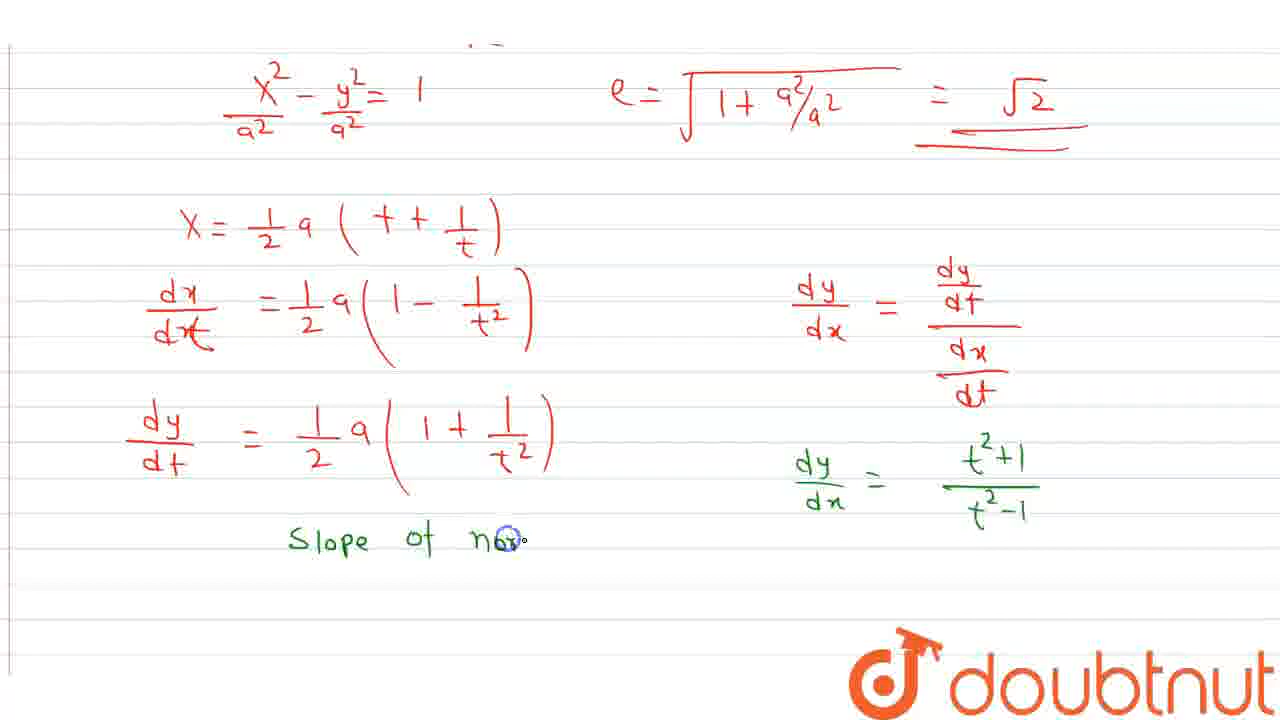 x²/a² - y²/a² = 1
e = √(1 + a²/a²) = √2
x = 1/2 a (t + 1/t)
dx/dt = 1/2 a (1 - 1/t²)
dy/dx = (dy/dt)/(dx/dt)
dy/dt = 1/2 a (1 + 1/t²)
dy/dx = (t²+1)/(t²-1)
Slope of nor
doubtnut